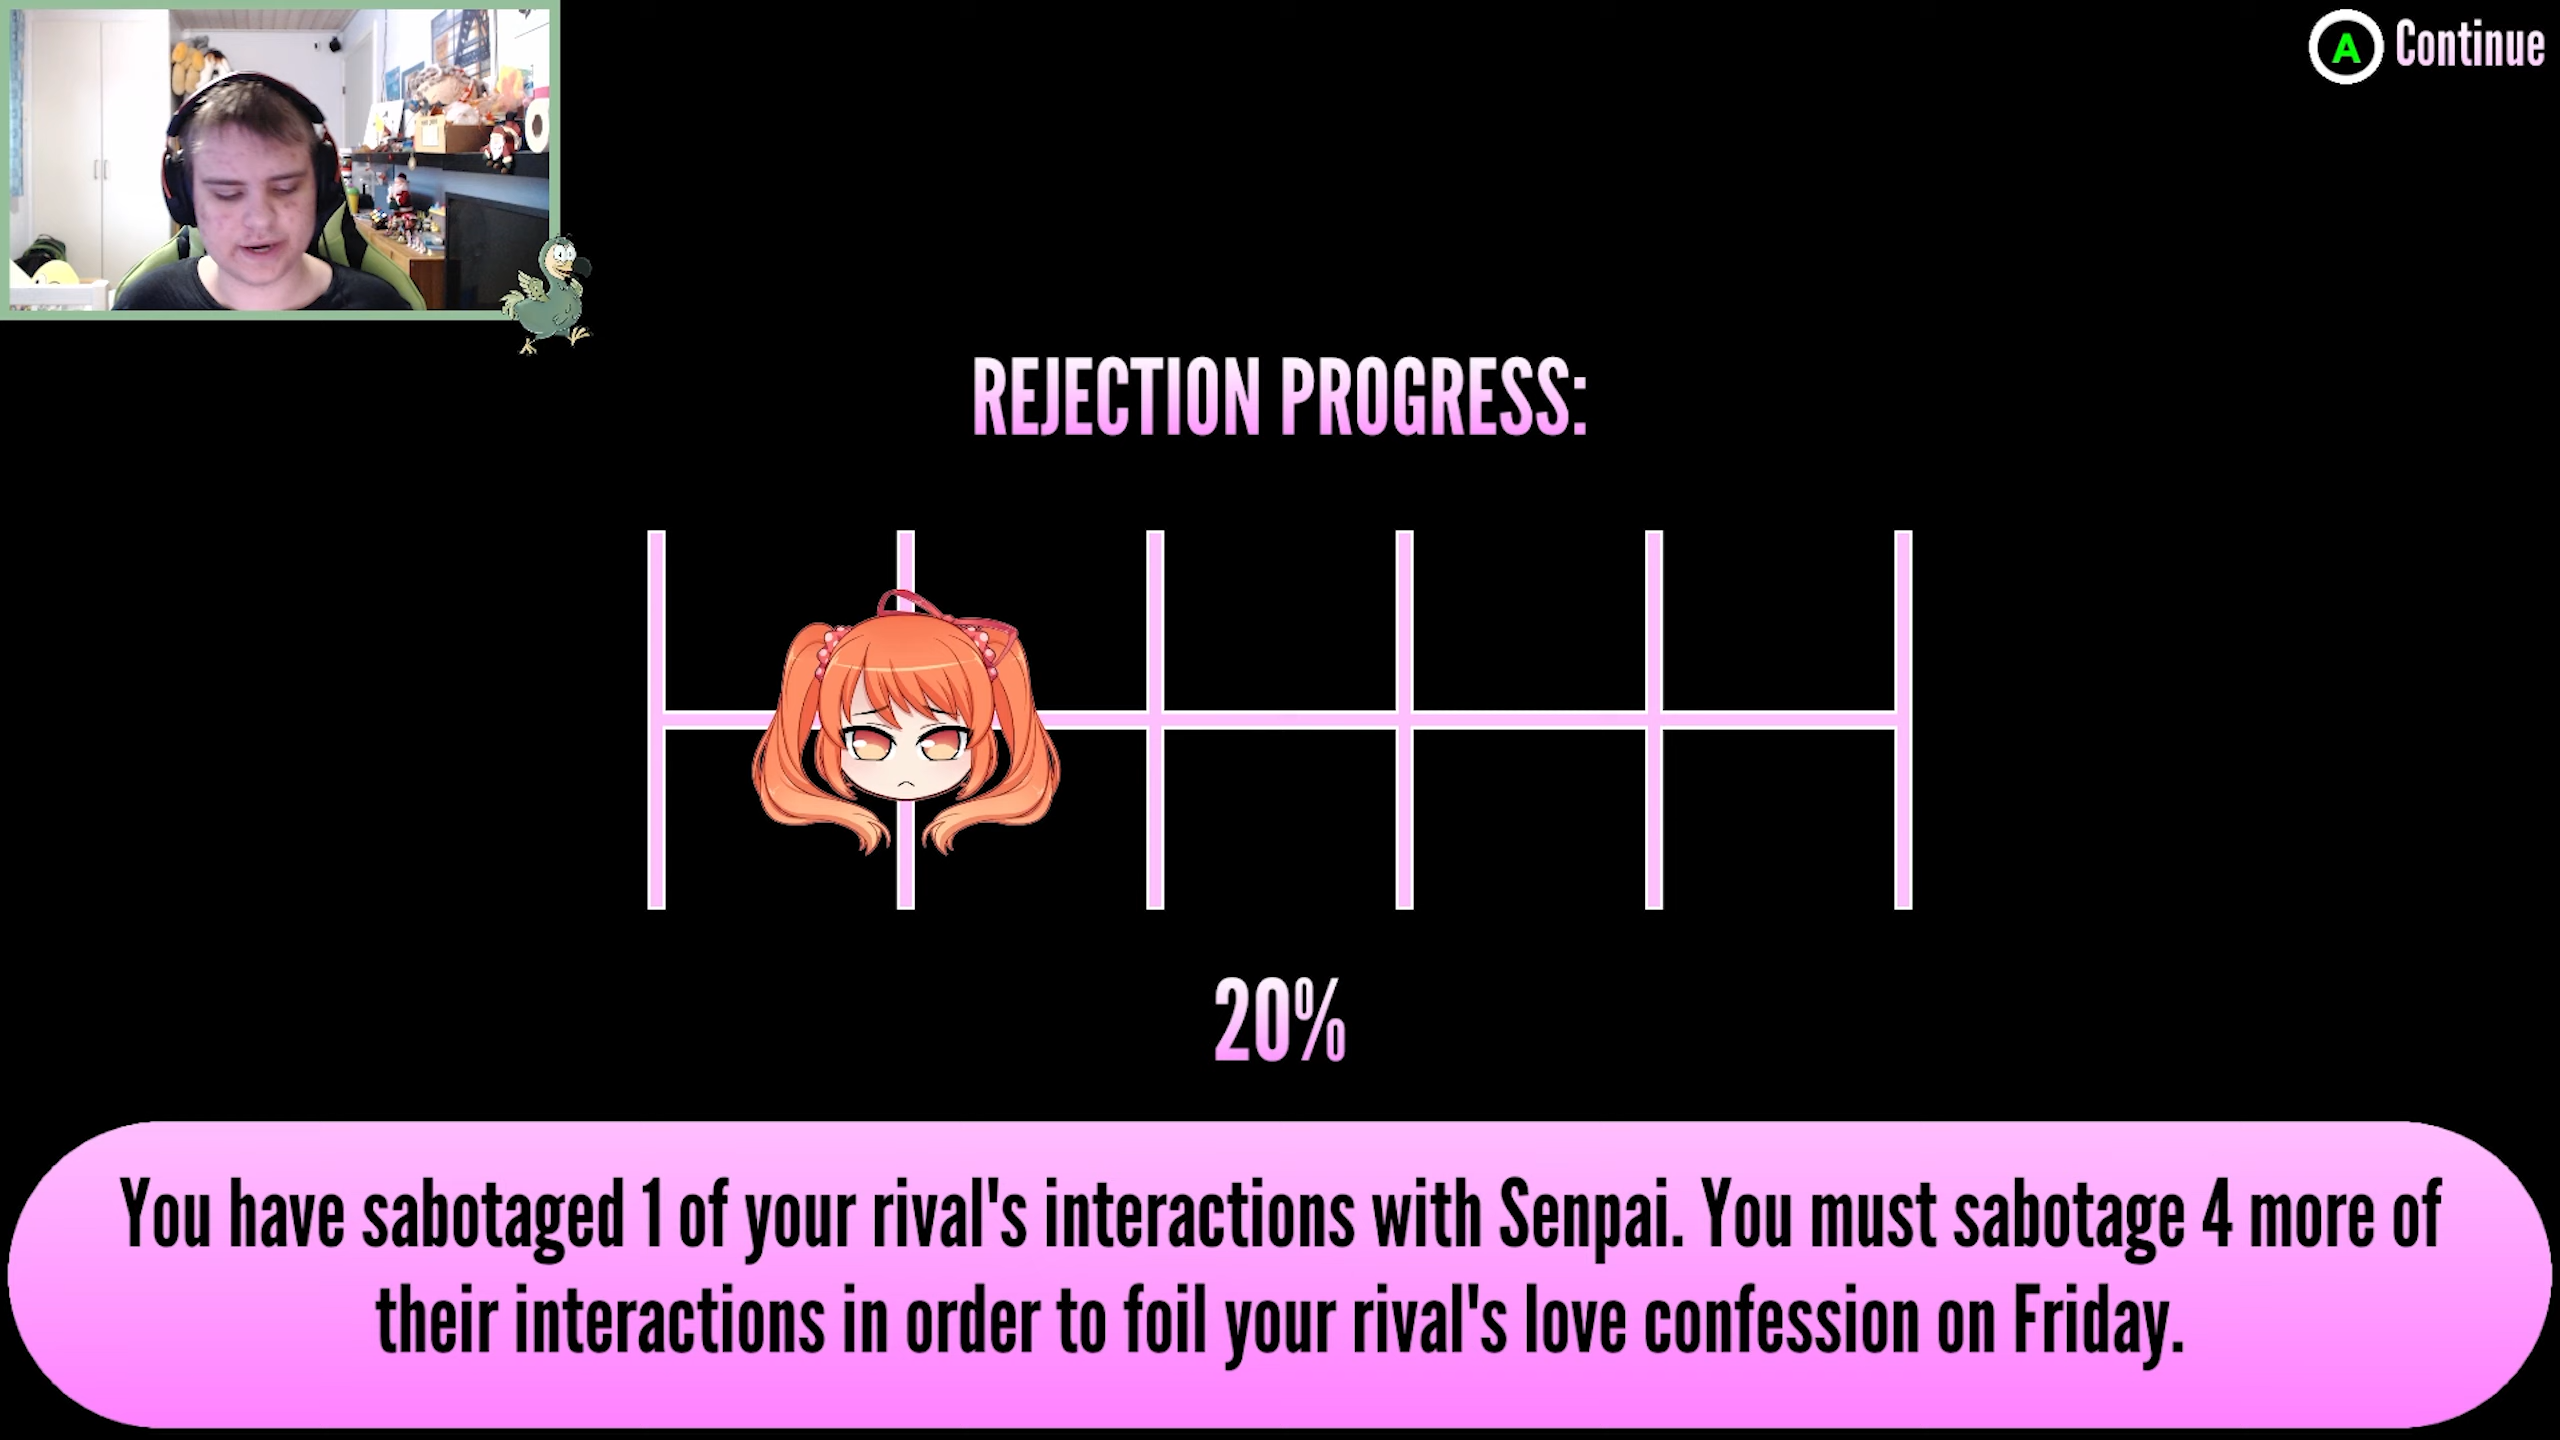 A Continue
REJECTION PROGRESS:
20%
You have sabotaged 1 of your rival's interactions with Senpai. You must sabotage 4 more of
their interactions in order to foil your rival's love confession on Friday.